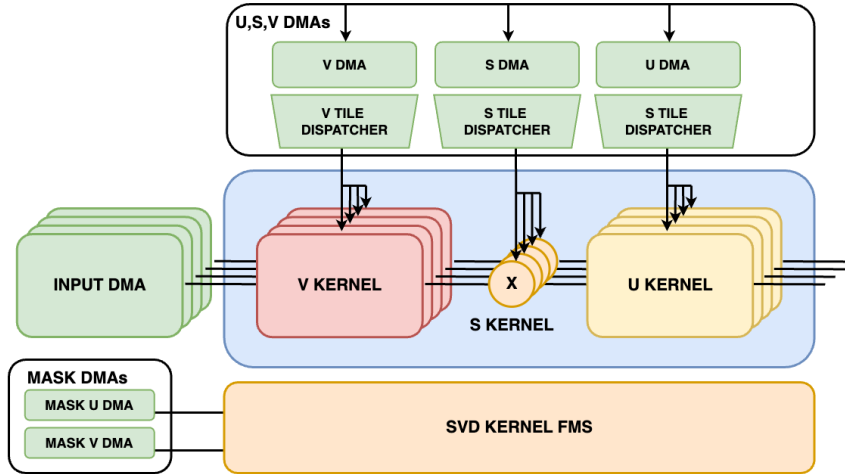 U,S,V DMAs
V DMA
S DMA
U DMA
V TILE
DISPATCHER
S TILE
DISPATCHER
S TILE
DISPATCHER
INPUT DMA
V KERNEL
X
U KERNEL
S KERNEL
MASK DMAs
MASK U DMA
MASK V DMA
SVD KERNEL FMS